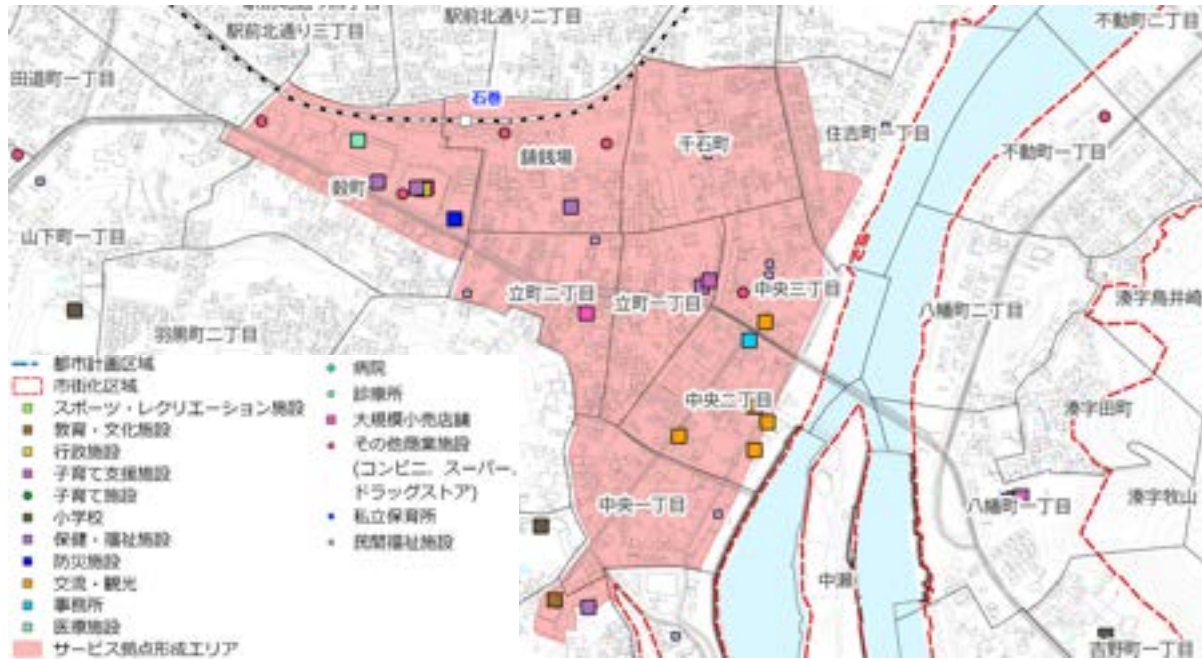 駅前北通り三丁目
駅前北通り二丁目
不動町二丁目
田道町一丁目
石巻
住吉町一丁目
千石町
鋳銭場
不動町一丁目
穀町
山下町一丁目
立町二丁目
立町一丁目
中央三丁目
八幡町二丁目
湊字鳥井崎
羽黒町二丁目
中央二丁目
湊字田町
中央一丁目
八幡町一丁目
湊字牧山
中瀬
吉野町一丁目
都市計画区域
市街化区域
スポーツ・レクリエーション施設
教育・文化施設
行政施設
子育て支援施設
子育て施設
小学校
保健・福祉施設
防災施設
交流・観光
事務所
医療施設
サービス拠点形成エリア
病院
診療所
大規模小売店舗
その他商業施設
(コンビニ、スーパー、
ドラッグストア)
私立保育所
民間福祉施設